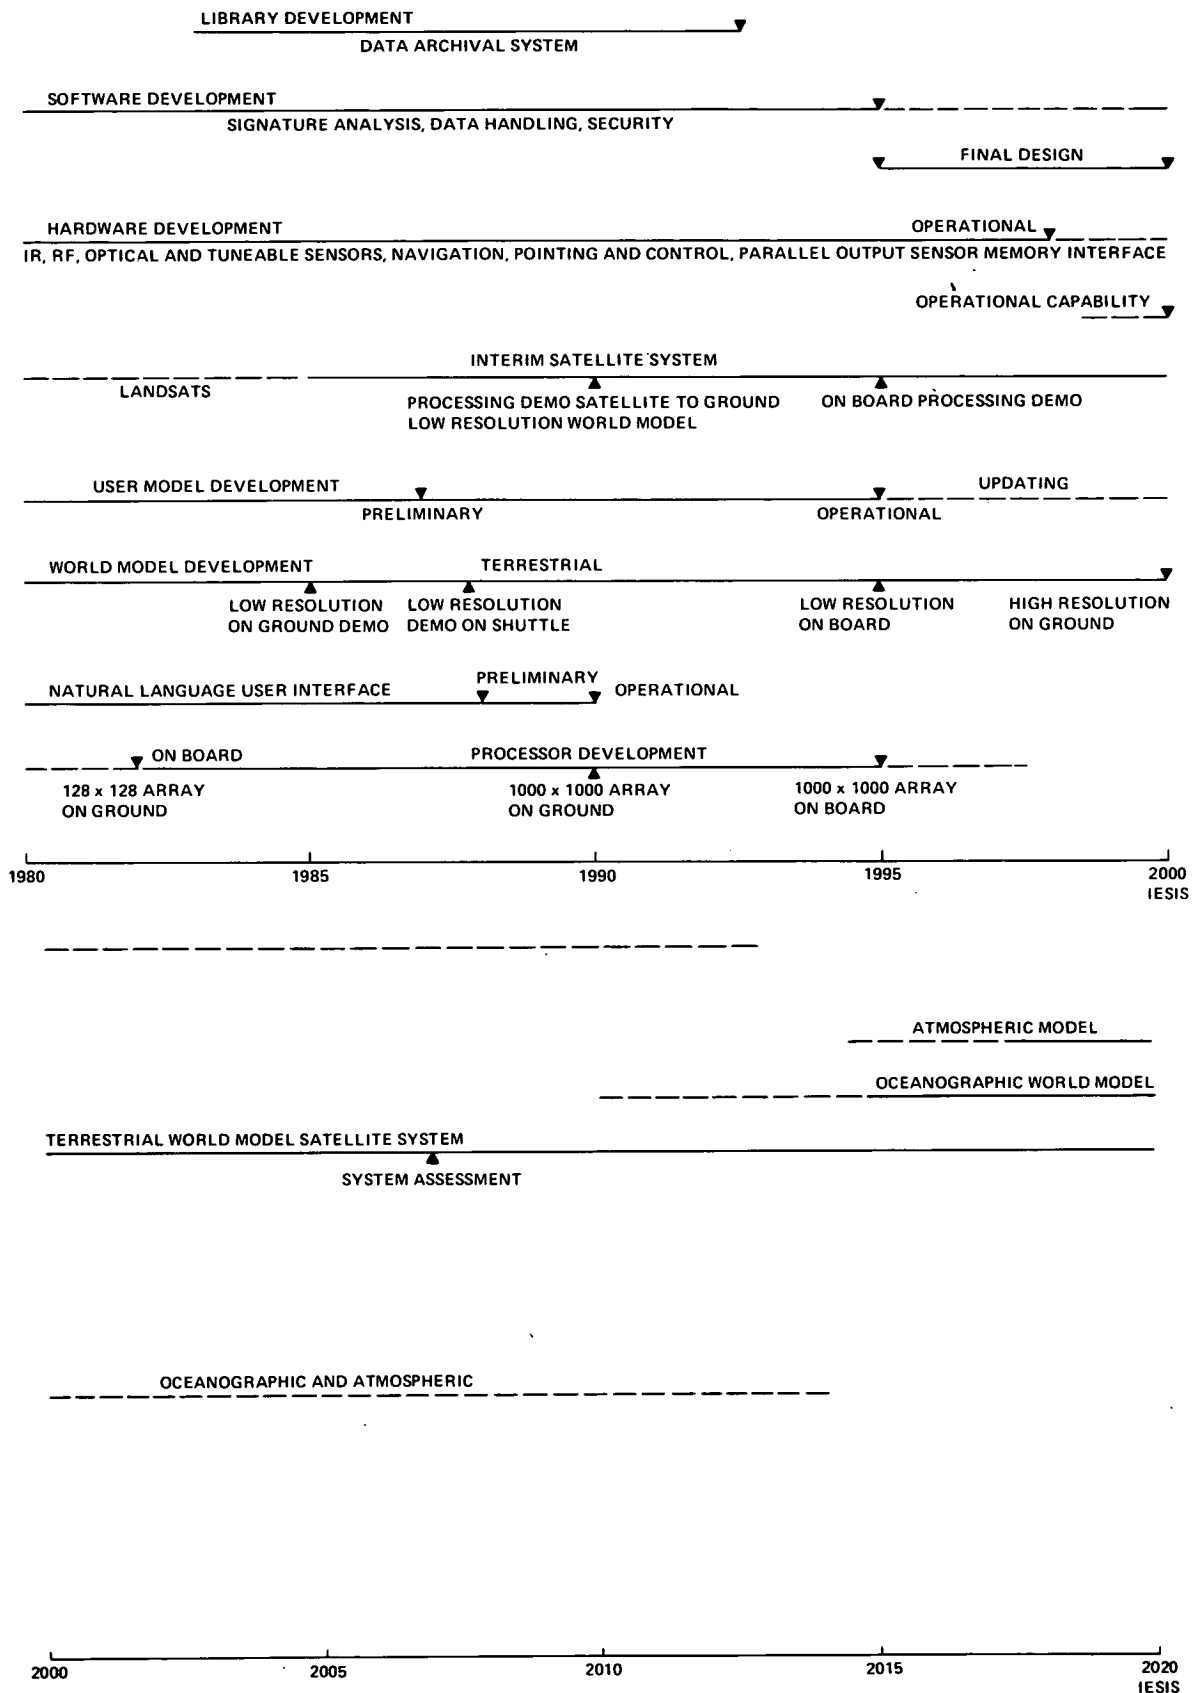 LIBRARY DEVELOPMENT
DATA ARCHIVAL SYSTEM
SOFTWARE DEVELOPMENT
SIGNATURE ANALYSIS, DATA HANDLING, SECURITY
FINAL DESIGN
HARDWARE DEVELOPMENT
OPERATIONAL
IR, RF, OPTICAL AND TUNEABLE SENSORS, NAVIGATION, POINTING AND CONTROL, PARALLEL OUTPUT SENSOR MEMORY INTERFACE
OPERATIONAL CAPABILITY
INTERIM SATELLITE SYSTEM
LANDSATS
PROCESSING DEMO SATELLITE TO GROUND
LOW RESOLUTION WORLD MODEL
ON BOARD PROCESSING DEMO
USER MODEL DEVELOPMENT
UPDATING
PRELIMINARY
OPERATIONAL
WORLD MODEL DEVELOPMENT
TERRESTRIAL
LOW RESOLUTION
ON GROUND DEMO
LOW RESOLUTION
DEMO ON SHUTTLE
LOW RESOLUTION
ON BOARD
HIGH RESOLUTION
ON GROUND
NATURAL LANGUAGE USER INTERFACE
PRELIMINARY
OPERATIONAL
ON BOARD
PROCESSOR DEVELOPMENT
128 x 128 ARRAY
ON GROUND
1000 x 1000 ARRAY
ON GROUND
1000 x 1000 ARRAY
ON BOARD
1980 1985 1990 1995 2000
IESIS
ATMOSPHERIC MODEL
OCEANOGRAPHIC WORLD MODEL
TERRESTRIAL WORLD MODEL SATELLITE SYSTEM
SYSTEM ASSESSMENT
OCEANOGRAPHIC AND ATMOSPHERIC
2000 2005 2010 2015 2020
IESIS